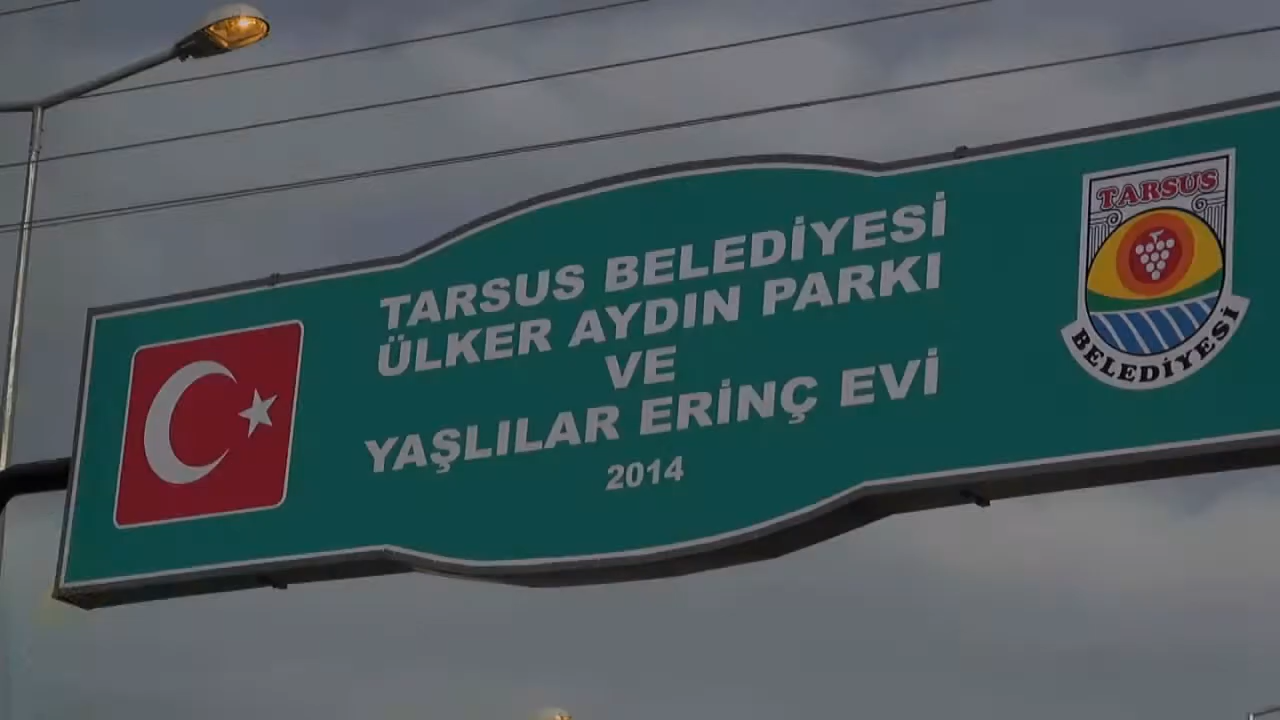 TARSUS BELEDİYESİ
ÜLKER AYDIN PARKI
VE
YAŞLILAR ERİNÇ EVİ
2014
TARSUS
BELEDİYESİ